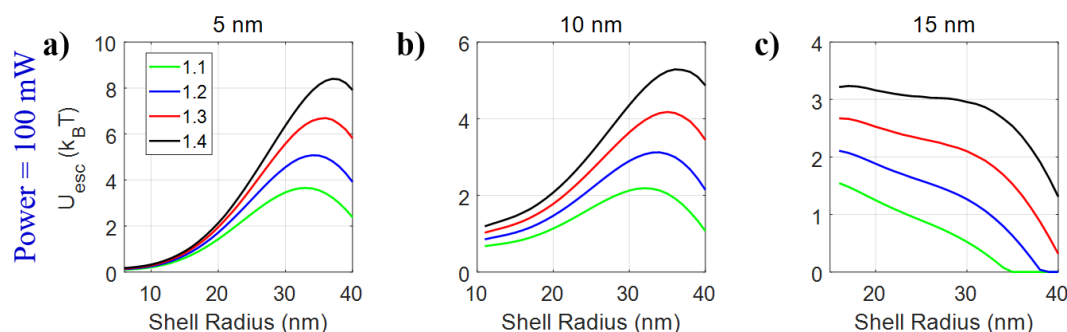 Power = 100 mW
a)
5 nm
U_esc (k_BT)
10
8
6
4
2
0
1.1
1.2
1.3
1.4
10 20 30 40
Shell Radius (nm)
b)
10 nm
6
4
2
0
10 20 30 40
Shell Radius (nm)
c)
15 nm
4
3
2
1
0
20 30 40
Shell Radius (nm)